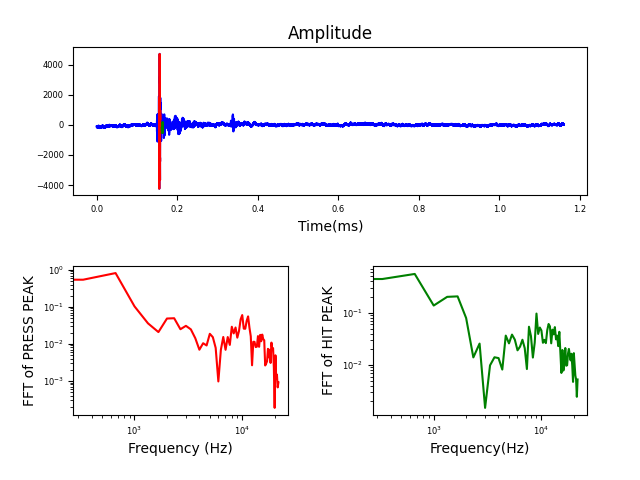 Amplitude
4000
2000
0
−2000
−4000
0.0 0.2 0.4 0.6 0.8 1.0 1.2
Time(ms)
FFT of PRESS PEAK
10⁰
10⁻¹
10⁻²
10⁻³
10³ 10⁴
Frequency (Hz)
FFT of HIT PEAK
10⁻¹
10⁻²
10³ 10⁴
Frequency(Hz)